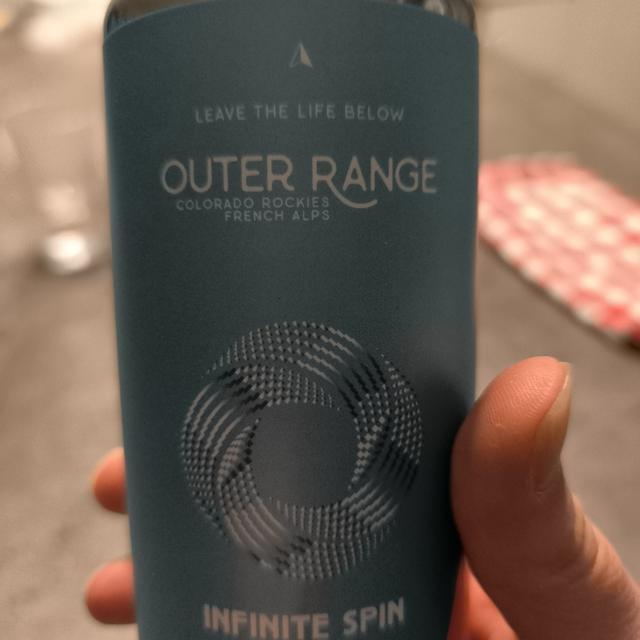 LEAVE THE LIFE BELOW
OUTER RANGE
COLORADO ROCKIES
FRENCH ALPS
INFINITE SPIN